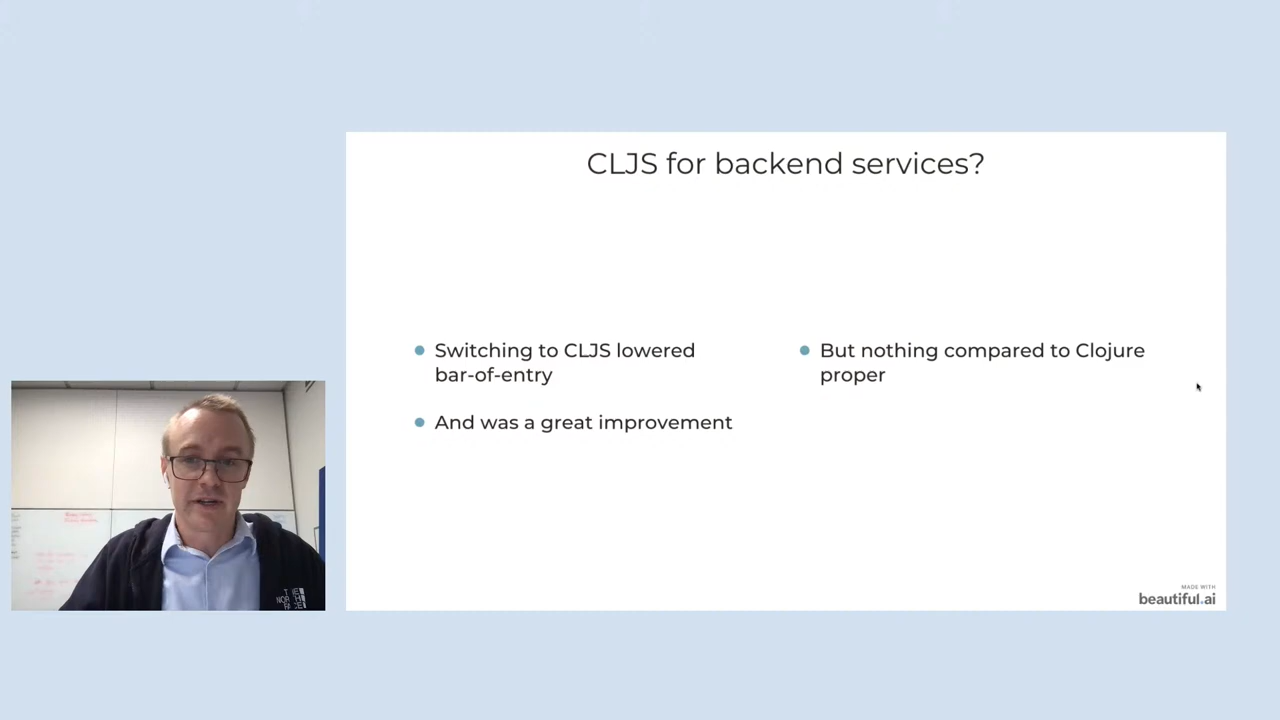 CLJS for backend services?
Switching to CLJS lowered
bar-of-entry
And was a great improvement
But nothing compared to Clojure
proper
MADE WITH
beautiful.ai